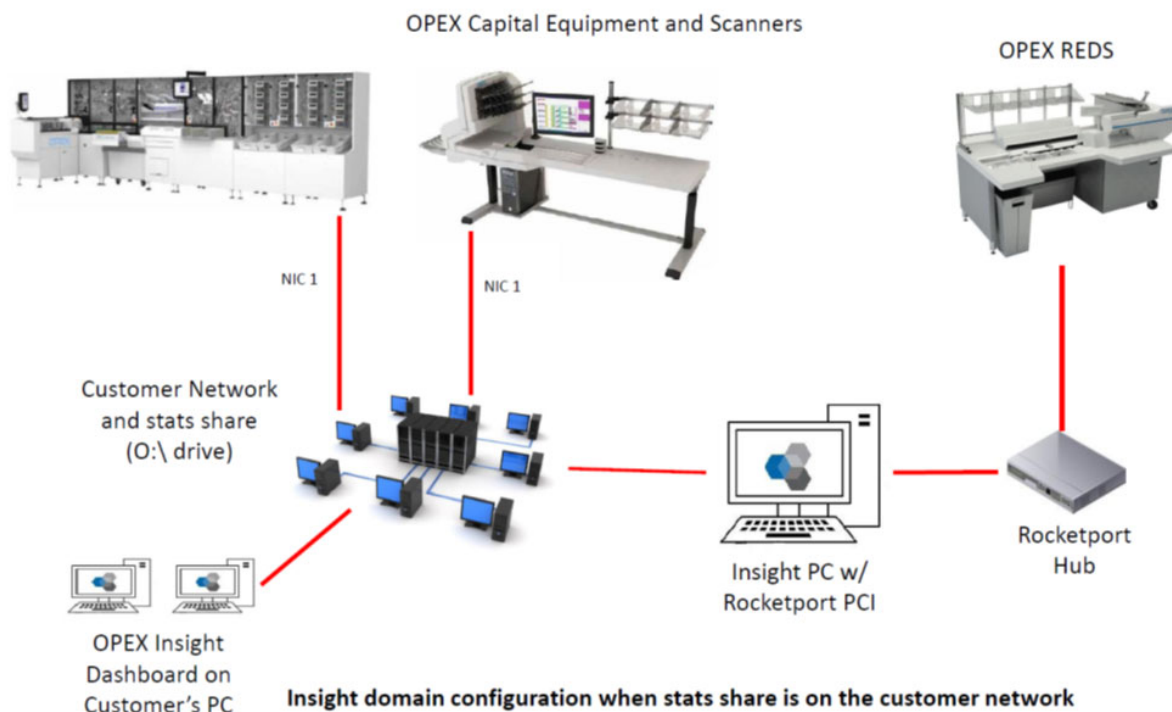 OPEX Capital Equipment and Scanners
OPEX REDS
NIC 1
NIC 1
Customer Network
and stats share
(O:\ drive)
Rocketport
Hub
Insight PC w/
Rocketport PCI
OPEX Insight
Dashboard on
Customer's PC
Insight domain configuration when stats share is on the customer network